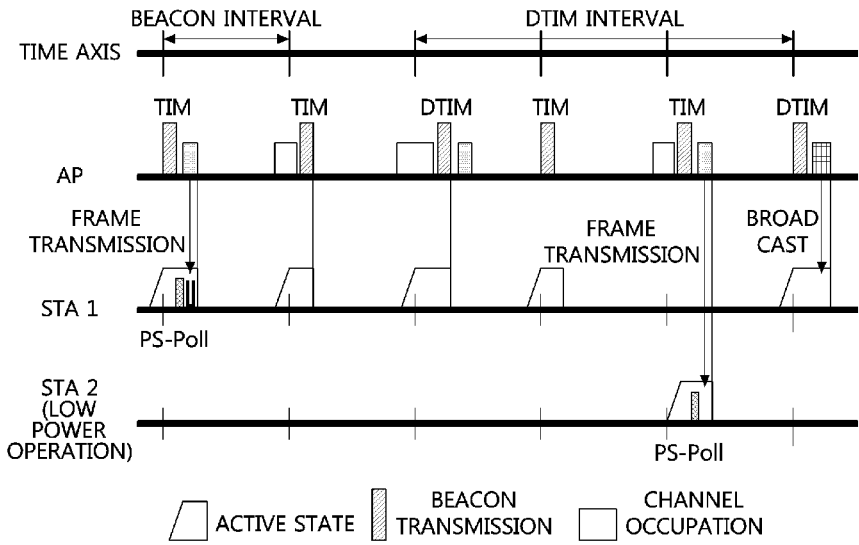 BEACON INTERVAL
DTIM INTERVAL
TIME AXIS
TIM
TIM
DTIM
TIM
TIM
DTIM
AP
FRAME
TRANSMISSION
FRAME
TRANSMISSION
BROAD
CAST
STA 1
PS-Poll
STA 2
(LOW
POWER
OPERATION)
PS-Poll
ACTIVE STATE
BEACON
TRANSMISSION
CHANNEL
OCCUPATION